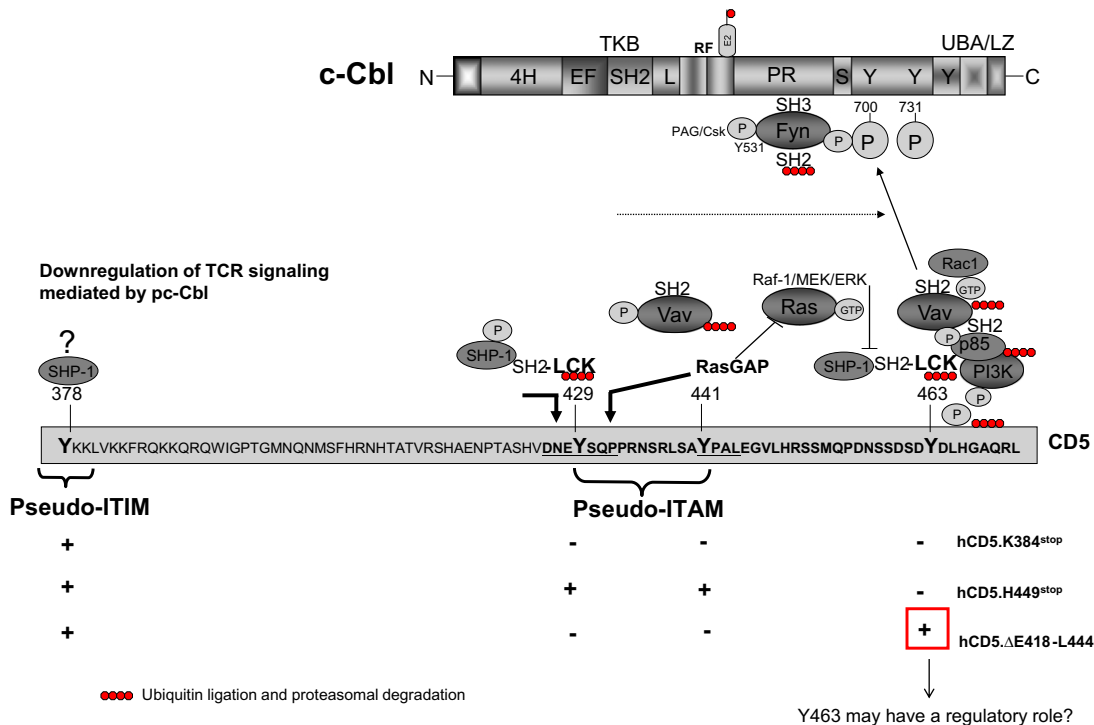 TKB
RF
E2
UBA/LZ
c-Cbl N 4H EF SH2 L PR S Y Y Y C
SH3 700 731
PAG/Csk P Fyn P P P
Y531
SH2
Downregulation of TCR signaling
mediated by pc-Cbl
Rac1
Raf-1/MEK/ERK
SH2 SH2 GTP
P Vav Ras GTP Vav
SH2
? P P p85
SHP-1 SHP-1 SH2-LCK RasGAP SHP-1 SH2-LCK PI3K
P
378 429 441 463 P
YKKLVKKFRQKKQRQWIGPTGMNQNMSFHRNHTATVRSHAENPTASHVDNEYSQPPRNSRLSAYPALEGVLHRSSMQPDNSSDSDYDLHGAQRL CD5
Pseudo-ITIM Pseudo-ITAM
+ - - - hCD5.K384stop
+ + + - hCD5.H449stop
+ - - + hCD5.ΔE418-L444
Ubiquitin ligation and proteasomal degradation
Y463 may have a regulatory role?